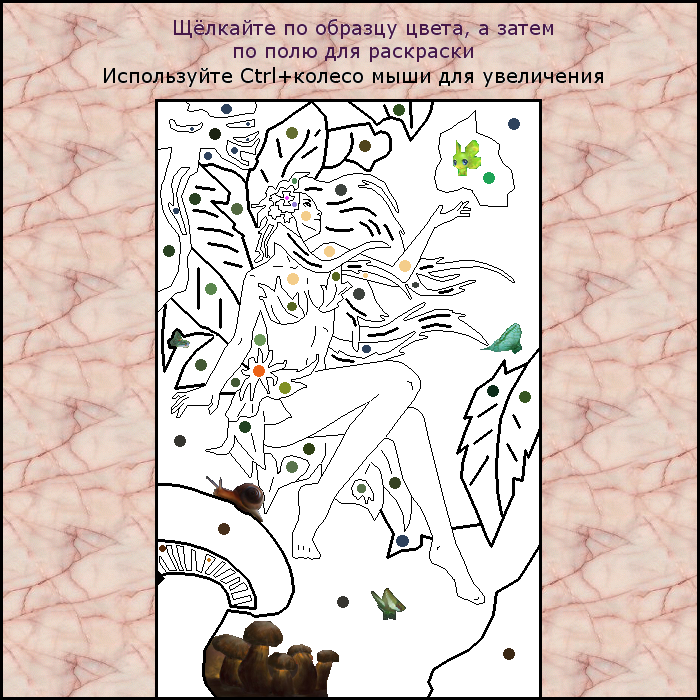 Щёлкайте по образцу цвета, а затем
по полю для раскраски
Используйте Ctrl+колесо мыши для увеличения